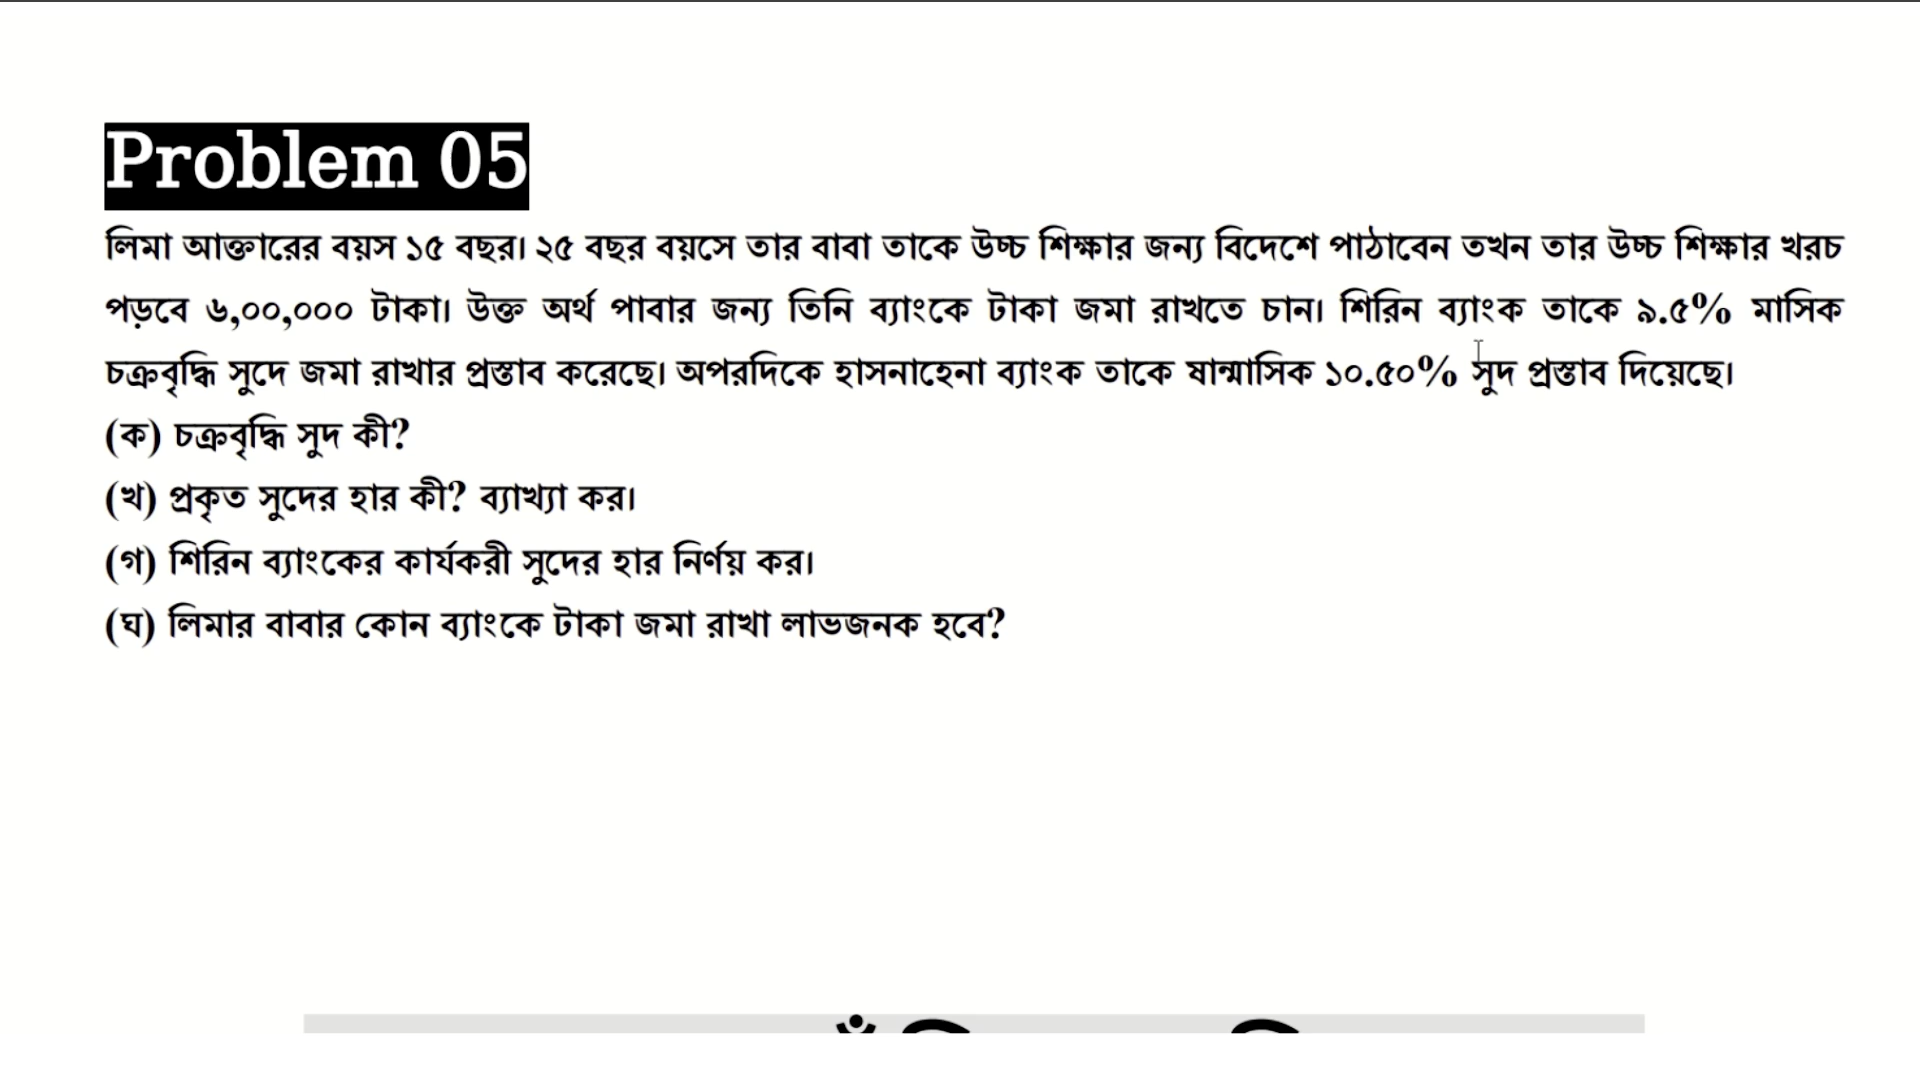 Problem 05
লিমা আক্তারের বয়স ১৫ বছর। ২৫ বছর বয়সে তার বাবা তাকে উচ্চ শিক্ষার জন্য বিদেশে পাঠাবেন তখন তার উচ্চ শিক্ষার খরচ
পড়বে ৬,০০,০০০ টাকা। উক্ত অর্থ পাবার জন্য তিনি ব্যাংকে টাকা জমা রাখতে চান। শিরিন ব্যাংক তাকে ৯.৫% মাসিক
চক্রবৃদ্ধি সুদে জমা রাখার প্রস্তাব করেছে। অপরদিকে হাসনাহেনা ব্যাংক তাকে ষান্মাসিক ১০.৫০% সুদ প্রস্তাব দিয়েছে।
(ক) চক্রবৃদ্ধি সুদ কী?
(খ) প্রকৃত সুদের হার কী? ব্যাখ্যা কর।
(গ) শিরিন ব্যাংকের কার্যকরী সুদের হার নির্ণয় কর।
(ঘ) লিমার বাবার কোন ব্যাংকে টাকা জমা রাখা লাভজনক হবে?